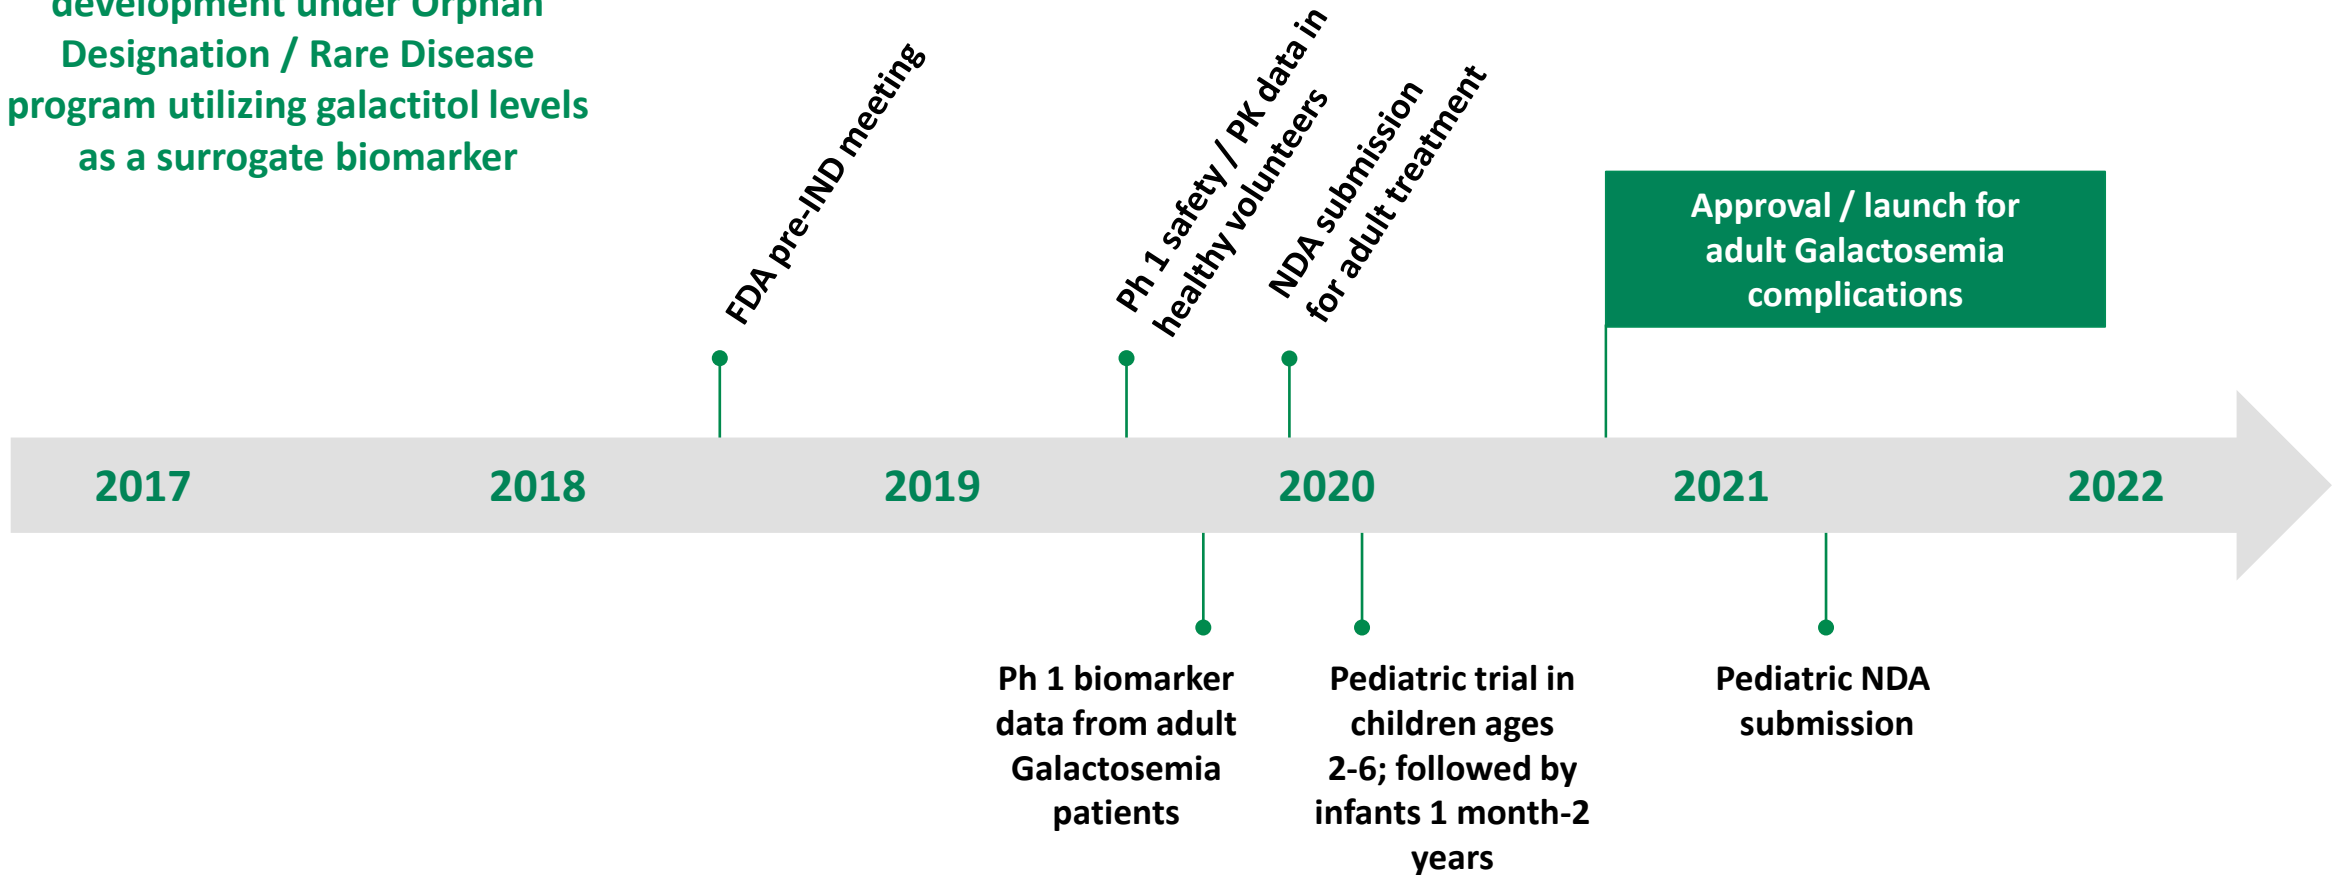 development under Orphan
Designation / Rare Disease
program utilizing galactitol levels
as a surrogate biomarker
FDA pre-IND meeting
Ph 1 safety / PK data in
healthy volunteers
NDA submission
for adult treatment
Approval / launch for
adult Galactosemia
complications
2017
2018
2019
2020
2021
2022
Ph 1 biomarker
data from adult
Galactosemia
patients
Pediatric trial in
children ages
2-6; followed by
infants 1 month-2
years
Pediatric NDA
submission